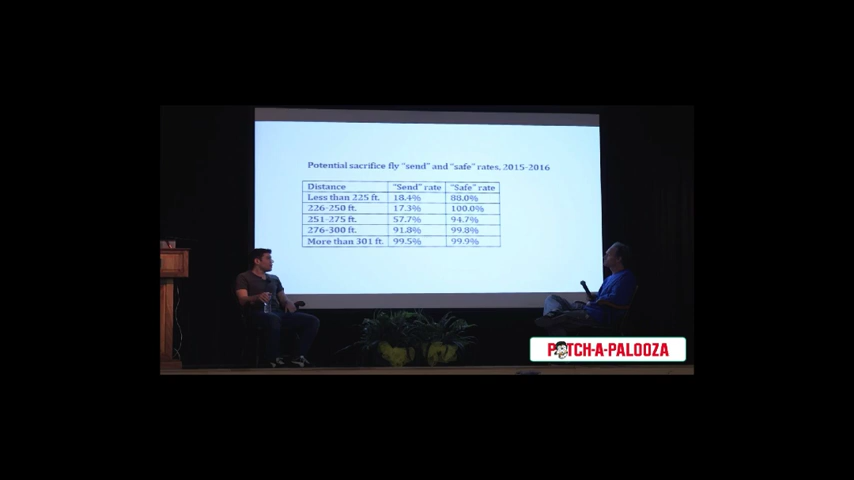 Potential sacrifice fly "send" and "safe" rates, 2015-2016
Distance "Send" rate "Safe" rate
Less than 225 ft. 18.4% 88.0%
226-250 ft. 17.3% 100.0%
251-275 ft. 57.7% 94.7%
276-300 ft. 91.8% 99.8%
More than 301 ft. 99.5% 99.9%
P TCH-A-PALOOZA